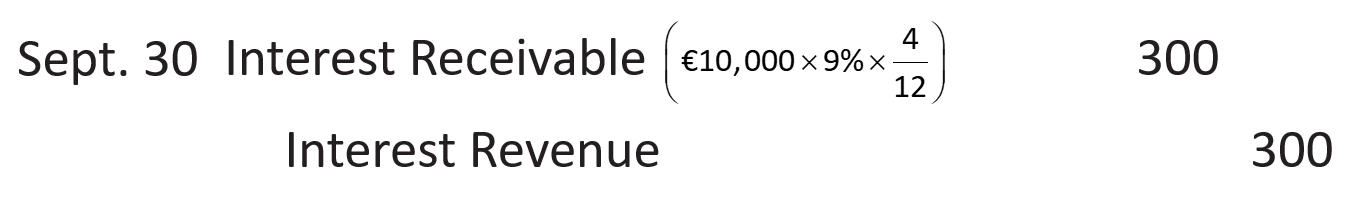 Sept. 30 Interest Receivable (€10,000 × 9% × 4/12) 300
Interest Revenue 300